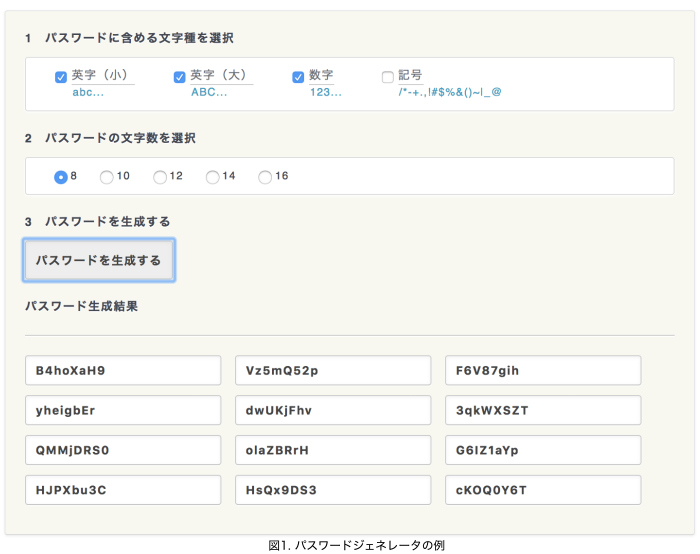 1 パスワードに含める文字種を選択
英字（小） 英字（大） 数字 記号
abc... ABC... 123... /*-+.,!#$%&()~|_@
2 パスワードの文字数を選択
8 10 12 14 16
3 パスワードを生成する
パスワードを生成する
パスワード生成結果
B4hoXaH9 Vz5mQ52p F6V87gih
yheigbEr dwUKjFhv 3qkWXSZT
QMMjDRS0 olaZBRrH G6IZ1aYp
HJPXbu3C HsQx9DS3 cKOQ0Y6T
図1. パスワードジェネレータの例